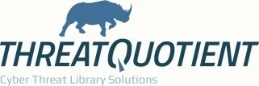 THREATQUOTIENT
Cyber Threat Library Solutions